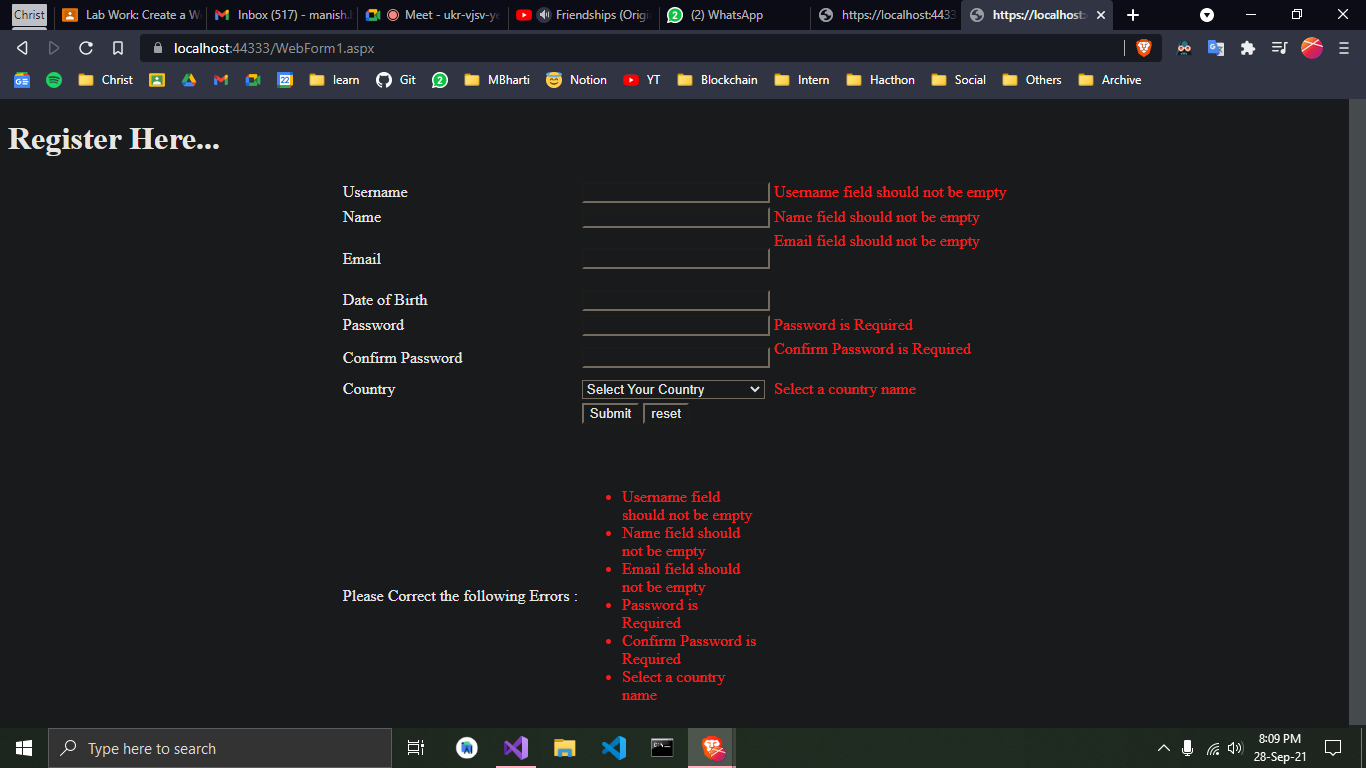 Christ
Lab Work: Create a W
Inbox (517) - manish.
Meet - ukr-vjsv-ye
Friendships (Origi
2 (2) WhatsApp
https://localhost:4433
https://localhost:
localhost:44333/WebForm1.aspx
Christ 22 learn Git 2 MBharti Notion YT Blockchain Intern Hacthon Social Others Archive
Register Here...
Username Username field should not be empty
Name Name field should not be empty
Email field should not be empty
Email
Date of Birth
Password Password is Required
Confirm Password is Required
Confirm Password
Country Select Your Country Select a country name
Submit reset
Username field
should not be empty
Name field should
not be empty
Email field should
not be empty
Please Correct the following Errors :
Password is
Required
Confirm Password is
Required
Select a country
name
Type here to search
8:09 PM
28-Sep-21